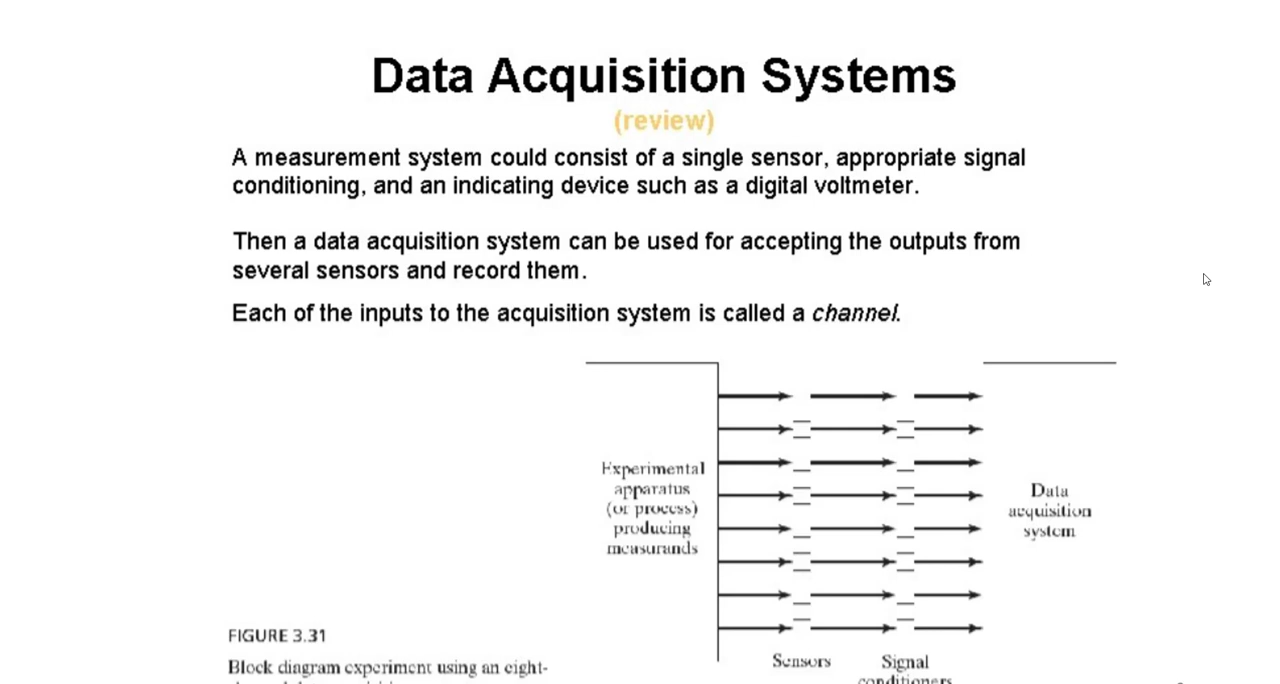 Data Acquisition Systems
(review)
A measurement system could consist of a single sensor, appropriate signal
conditioning, and an indicating device such as a digital voltmeter.
Then a data acquisition system can be used for accepting the outputs from
several sensors and record them.
Each of the inputs to the acquisition system is called a channel.
Experimental
apparatus
(or process)
producing
measurands
Data
acquisition
system
Sensors
Signal
conditioners
FIGURE 3.31
Block diagram experiment using an eight-